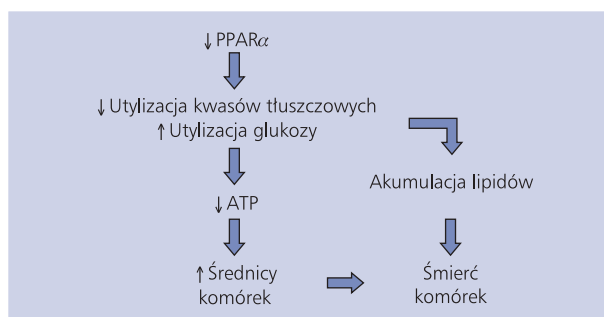 ↓ PPARα
↓ Utylizacja kwasów tłuszczowych
↑ Utylizacja glukozy
Akumulacja lipidów
↓ ATP
↑ Średnicy
komórek
Śmierć
komórek